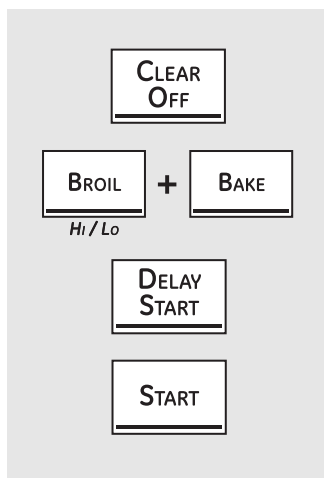 CLEAR
OFF
BROIL + BAKE
HI / LO
DELAY
START
START